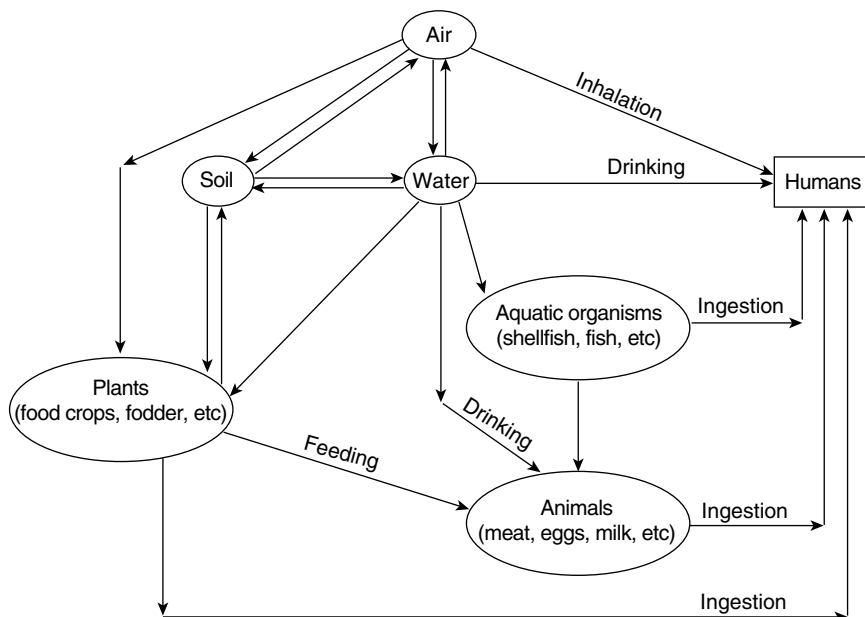 Air
Inhalation
Soil
Water
Drinking
Humans
Aquatic organisms
(shellfish, fish, etc)
Ingestion
Plants
(food crops, fodder, etc)
Drinking
Feeding
Animals
(meat, eggs, milk, etc)
Ingestion
Ingestion